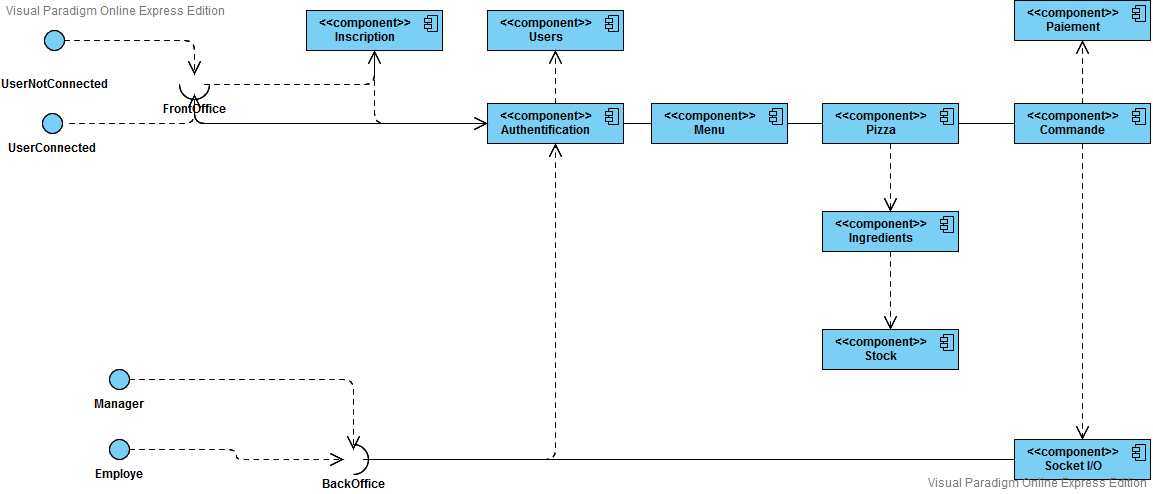 Visual Paradigm Online Express Edition
<<component>>
Inscription
<<component>>
Users
<<component>>
Paiement
UserNotConnected
FrontOffice
UserConnected
<<component>>
Authentification
<<component>>
Menu
<<component>>
Pizza
<<component>>
Commande
<<component>>
Ingredients
<<component>>
Stock
Manager
Employe
BackOffice
<<component>>
Socket I/O
Visual Paradigm Online Express Edition